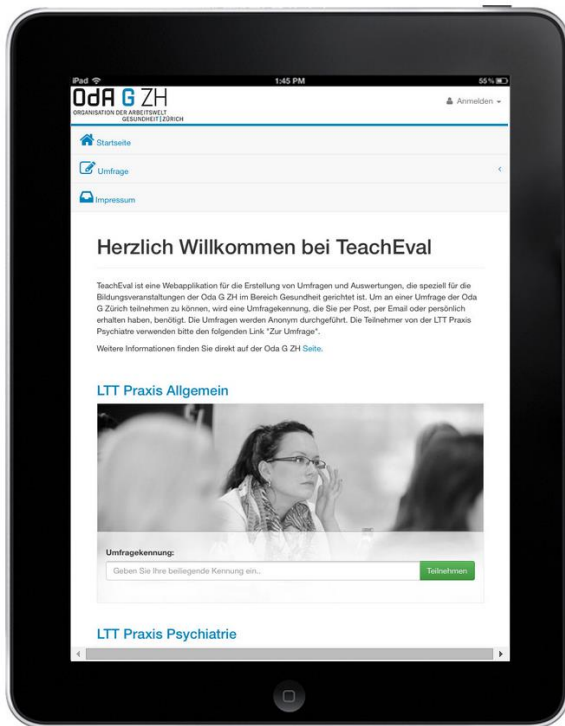 iPad 1:45 PM 55 %
OdA G ZH
ORGANISATION DER ARBEITSWELT
GESUNDHEIT | ZÜRICH
Anmelden
Startseite
Umfrage
Impressum
Herzlich Willkommen bei TeachEval
TeachEval ist eine Webapplikation für die Erstellung von Umfragen und Auswertungen, die speziell für die
Bildungsveranstaltungen der Oda G ZH im Bereich Gesundheit gerichtet ist. Um an einer Umfrage der Oda
G Zürich teilnehmen zu können, wird eine Umfragekennung, die Sie per Post, per Email oder persönlich
erhalten haben, benötigt. Die Umfragen werden Anonym durchgeführt. Die Teilnehmer von der LTT Praxis
Psychiatre verwenden bitte den folgenden Link "Zur Umfrage".
Weitere Informationen finden Sie direkt auf der Oda G ZH Seite.
LTT Praxis Allgemein
Umfragekennung:
Geben Sie Ihre beiliegende Kennung ein..
Teilnehmen
LTT Praxis Psychiatrie